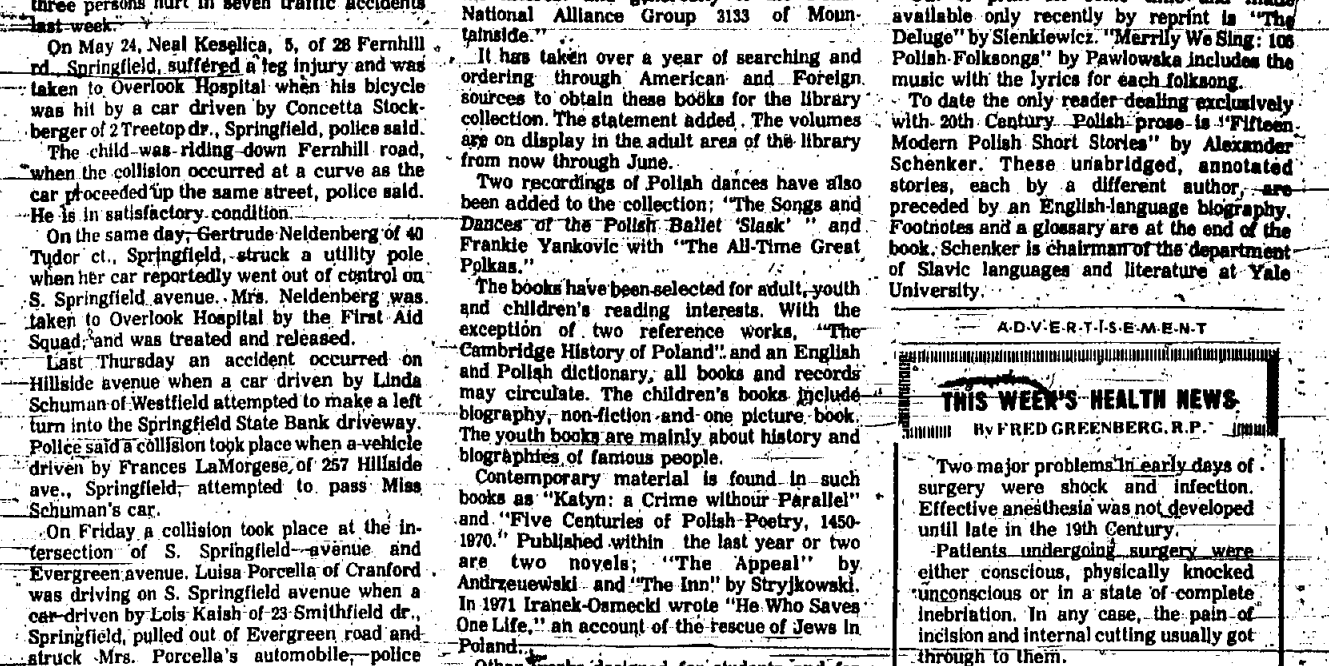 three persons hurt in seven traffic accidents
last week.
On May 24, Neal Keselica, 5, of 28 Fernhill
rd., Springfield, suffered a leg injury and was
taken to Overlook Hospital when his bicycle
was hit by a car driven by Concetta Stock-
berger of 2 Treetop dr., Springfield, police said.
The child was riding down Fernhill road,
when the collision occurred at a curve as the
car proceeded up the same street, police said.
He is in satisfactory condition.
On the same day, Gertrude Neldenberg of 40
Tudor ct., Springfield, struck a utility pole
when her car reportedly went out of control on
S. Springfield avenue. Mrs. Neldenberg was
taken to Overlook Hospital by the First Aid
Squad, and was treated and released.
Last Thursday an accident occurred on
Hillside avenue when a car driven by Linda
Schuman of Westfield attempted to make a left
turn into the Springfield State Bank driveway.
Police said a collision took place when a vehicle
driven by Frances LaMorgese, of 257 Hillside
ave., Springfield, attempted to pass Miss
Schuman's car.
On Friday a collision took place at the in-
tersection of S. Springfield avenue and
Evergreen avenue. Luisa Porcella of Cranford
was driving on S. Springfield avenue when a
car driven by Lois Kaish of 23 Smithfield dr.,
Springfield, pulled out of Evergreen road and
struck Mrs. Porcella's automobile, police
National Alliance Group 3133 of Moun-
tainside."
It has taken over a year of searching and
ordering through American and Foreign
sources to obtain these books for the library
collection. The statement added. The volumes
are on display in the adult area of the library
from now through June.
Two recordings of Polish dances have also
been added to the collection; "The Songs and
Dances of the Polish Ballet 'Slask' " and
Frankie Yankovic with "The All-Time Great
Polkas."
The books have been selected for adult, youth
and children's reading interests. With the
exception of two reference works, "The
Cambridge History of Poland" and an English
and Polish dictionary, all books and records
may circulate. The children's books include
biography, non-fiction and one picture book.
The youth books are mainly about history and
biographies of famous people.
Contemporary material is found in such
books as "Katyn: a Crime withour Parallel"
and "Five Centuries of Polish Poetry, 1450-
1970." Published within the last year or two
are two novels; "The Appeal" by
Andrzeuewski and "The Inn" by Stryjkowski.
In 1971 Iranek-Osmecki wrote "He Who Saves
One Life," an account of the rescue of Jews in
Poland.
available only recently by reprint is "The
Deluge" by Sienkiewicz. "Merrily We Sing: 105
Polish Folksongs" by Pawlowska includes the
music with the lyrics for each folksong.
To date the only reader dealing exclusively
with 20th Century Polish prose is "Fifteen
Modern Polish Short Stories" by Alexander
Schenker. These unabridged, annotated
stories, each by a different author, are
preceded by an English-language biography.
Footnotes and a glossary are at the end of the
book. Schenker is chairman of the department
of Slavic languages and literature at Yale
University.
A-D-V-E-R-T-I-S-E-M-E-N-T
THIS WEEK'S HEALTH NEWS
By FRED GREENBERG, R.P.
Two major problems in early days of
surgery were shock and infection.
Effective anesthesia was not developed
until late in the 19th Century.
Patients undergoing surgery were
either conscious, physically knocked
unconscious or in a state of complete
inebriation. In any case, the pain of
incision and internal cutting usually got
through to them.